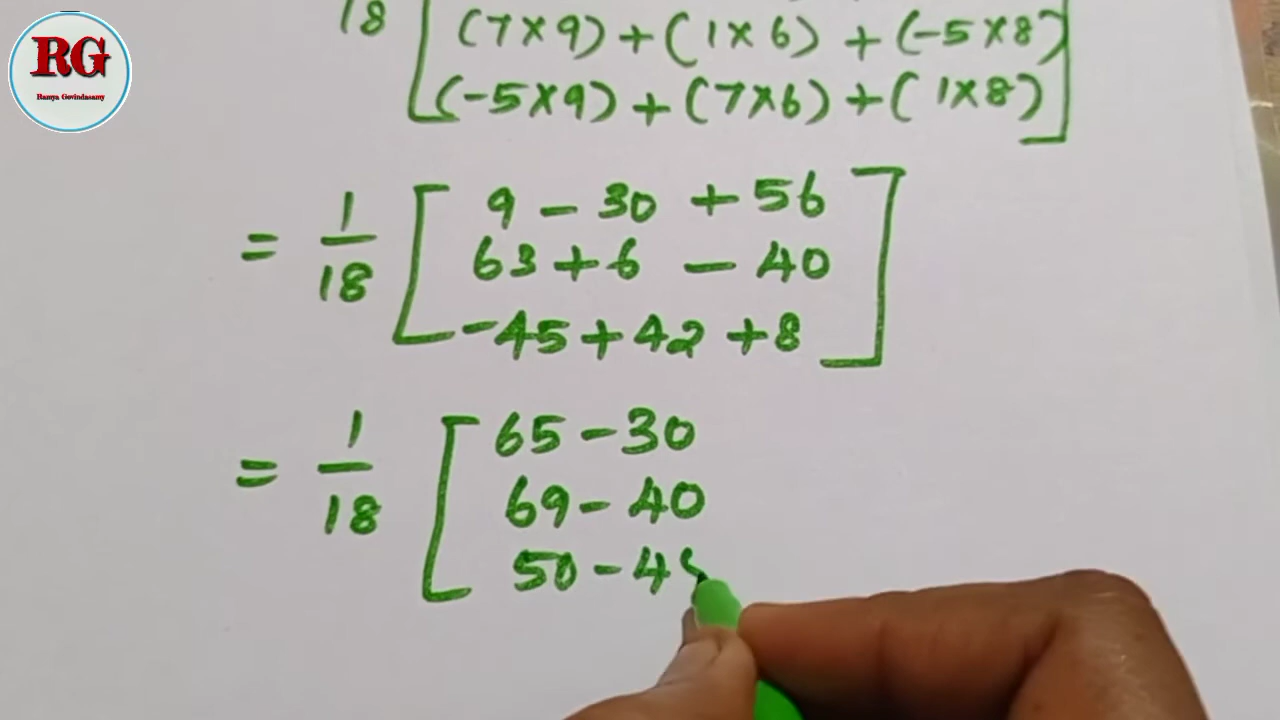 RG
Ramya Govindasamy
18 [ (7×9) + (1×6) + (-5×8)
(-5×9) + (7×6) + (1×8) ]
= 1/18 [ 9 - 30 + 56
63 + 6 - 40
-45 + 42 + 8 ]
= 1/18 [ 65 - 30
69 - 40
50 - 4